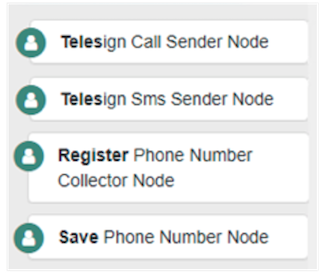 Telesign Call Sender Node
Telesign Sms Sender Node
Register Phone Number
Collector Node
Save Phone Number Node